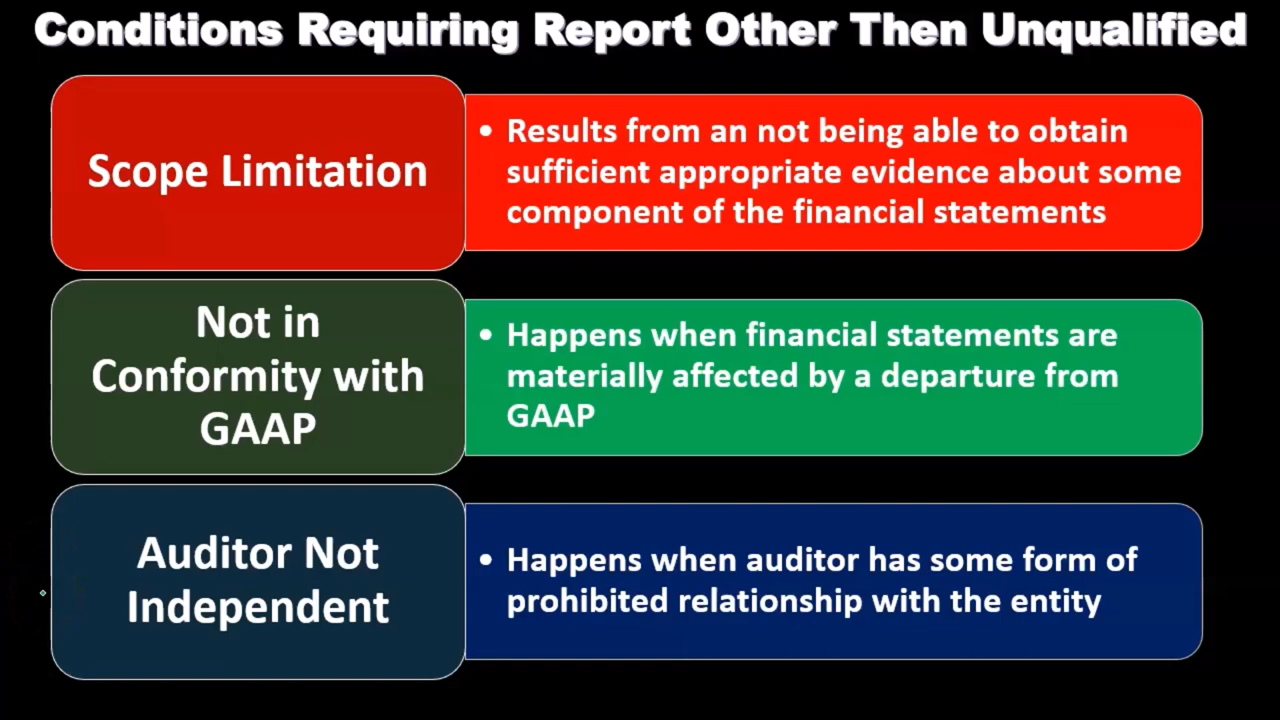 Conditions Requiring Report Other Then Unqualified
Scope Limitation
• Results from an not being able to obtain
sufficient appropriate evidence about some
component of the financial statements
Not in
Conformity with
GAAP
• Happens when financial statements are
materially affected by a departure from
GAAP
Auditor Not
Independent
• Happens when auditor has some form of
prohibited relationship with the entity